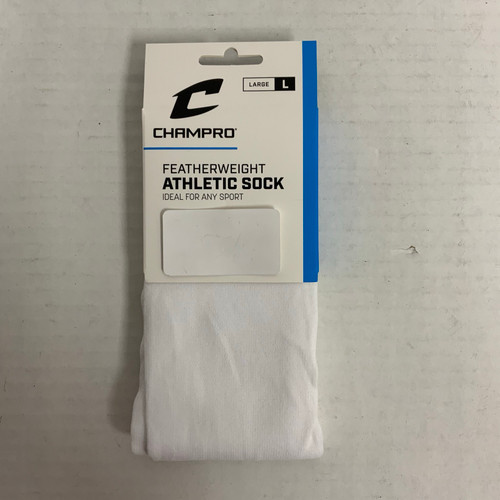 LARGE L
CHAMPRO®
FEATHERWEIGHT
ATHLETIC SOCK
IDEAL FOR ANY SPORT